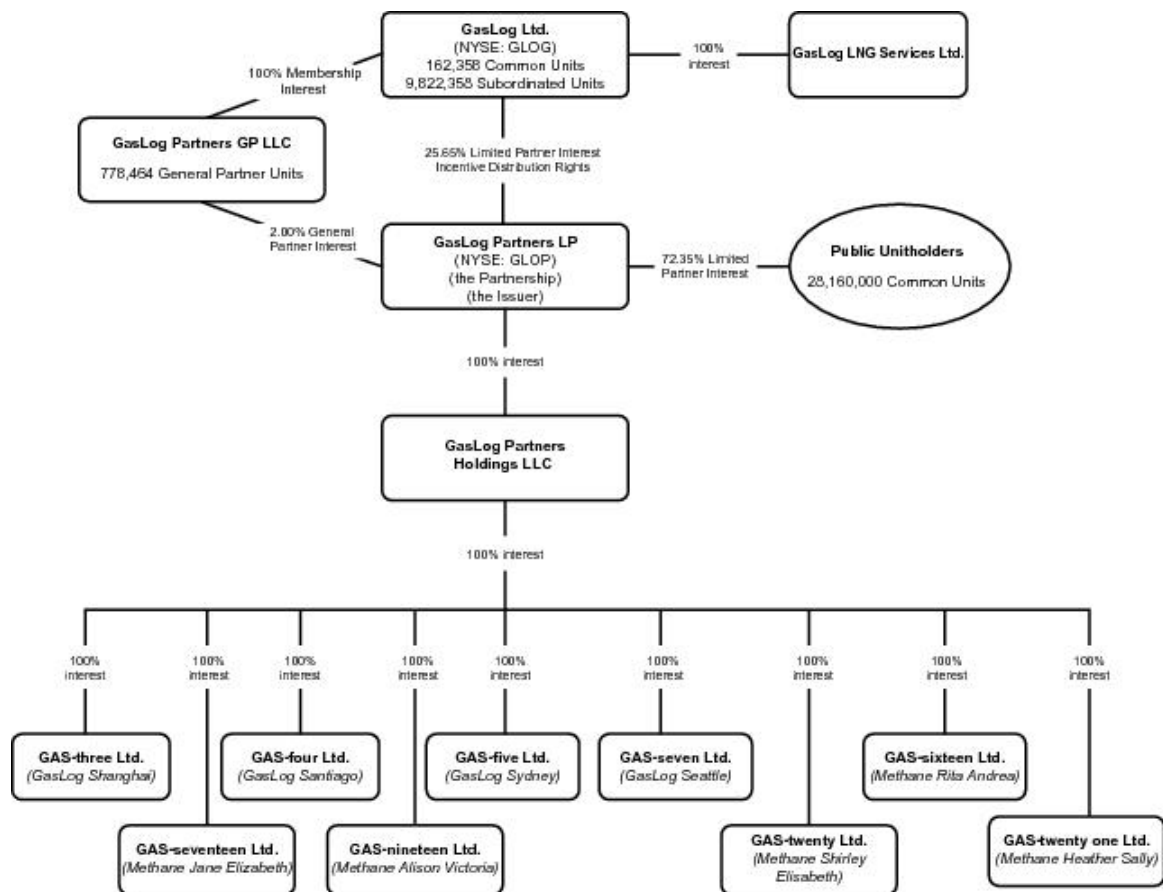 GasLog Ltd.
(NYSE: GLOG)
162,358 Common Units
9,822,358 Subordinated Units
100%
interest
GasLog LNG Services Ltd.
100% Membership
Interest
GasLog Partners GP LLC
778,464 General Partner Units
25.65% Limited Partner Interest
Incentive Distribution Rights
2.00% General
Partner Interest
GasLog Partners LP
(NYSE: GLOP)
(the Partnership)
(the Issuer)
72.35% Limited
Partner Interest
Public Unitholders
28,160,000 Common Units
100% interest
GasLog Partners
Holdings LLC
100% interest
100%
interest
100%
interest
100%
interest
100%
interest
100%
interest
100%
interest
100%
interest
100%
interest
100%
interest
GAS-three Ltd.
(GasLog Shanghai)
GAS-four Ltd.
(GasLog Santiago)
GAS-five Ltd.
(GasLog Sydney)
GAS-seven Ltd.
(GasLog Seattle)
GAS-sixteen Ltd.
(Methane Rita Andrea)
GAS-seventeen Ltd.
(Methane Jane Elizabeth)
GAS-nineteen Ltd.
(Methane Alison Victoria)
GAS-twenty Ltd.
(Methane Shirley
Elisabeth)
GAS-twenty one Ltd.
(Methane Heather Sally)